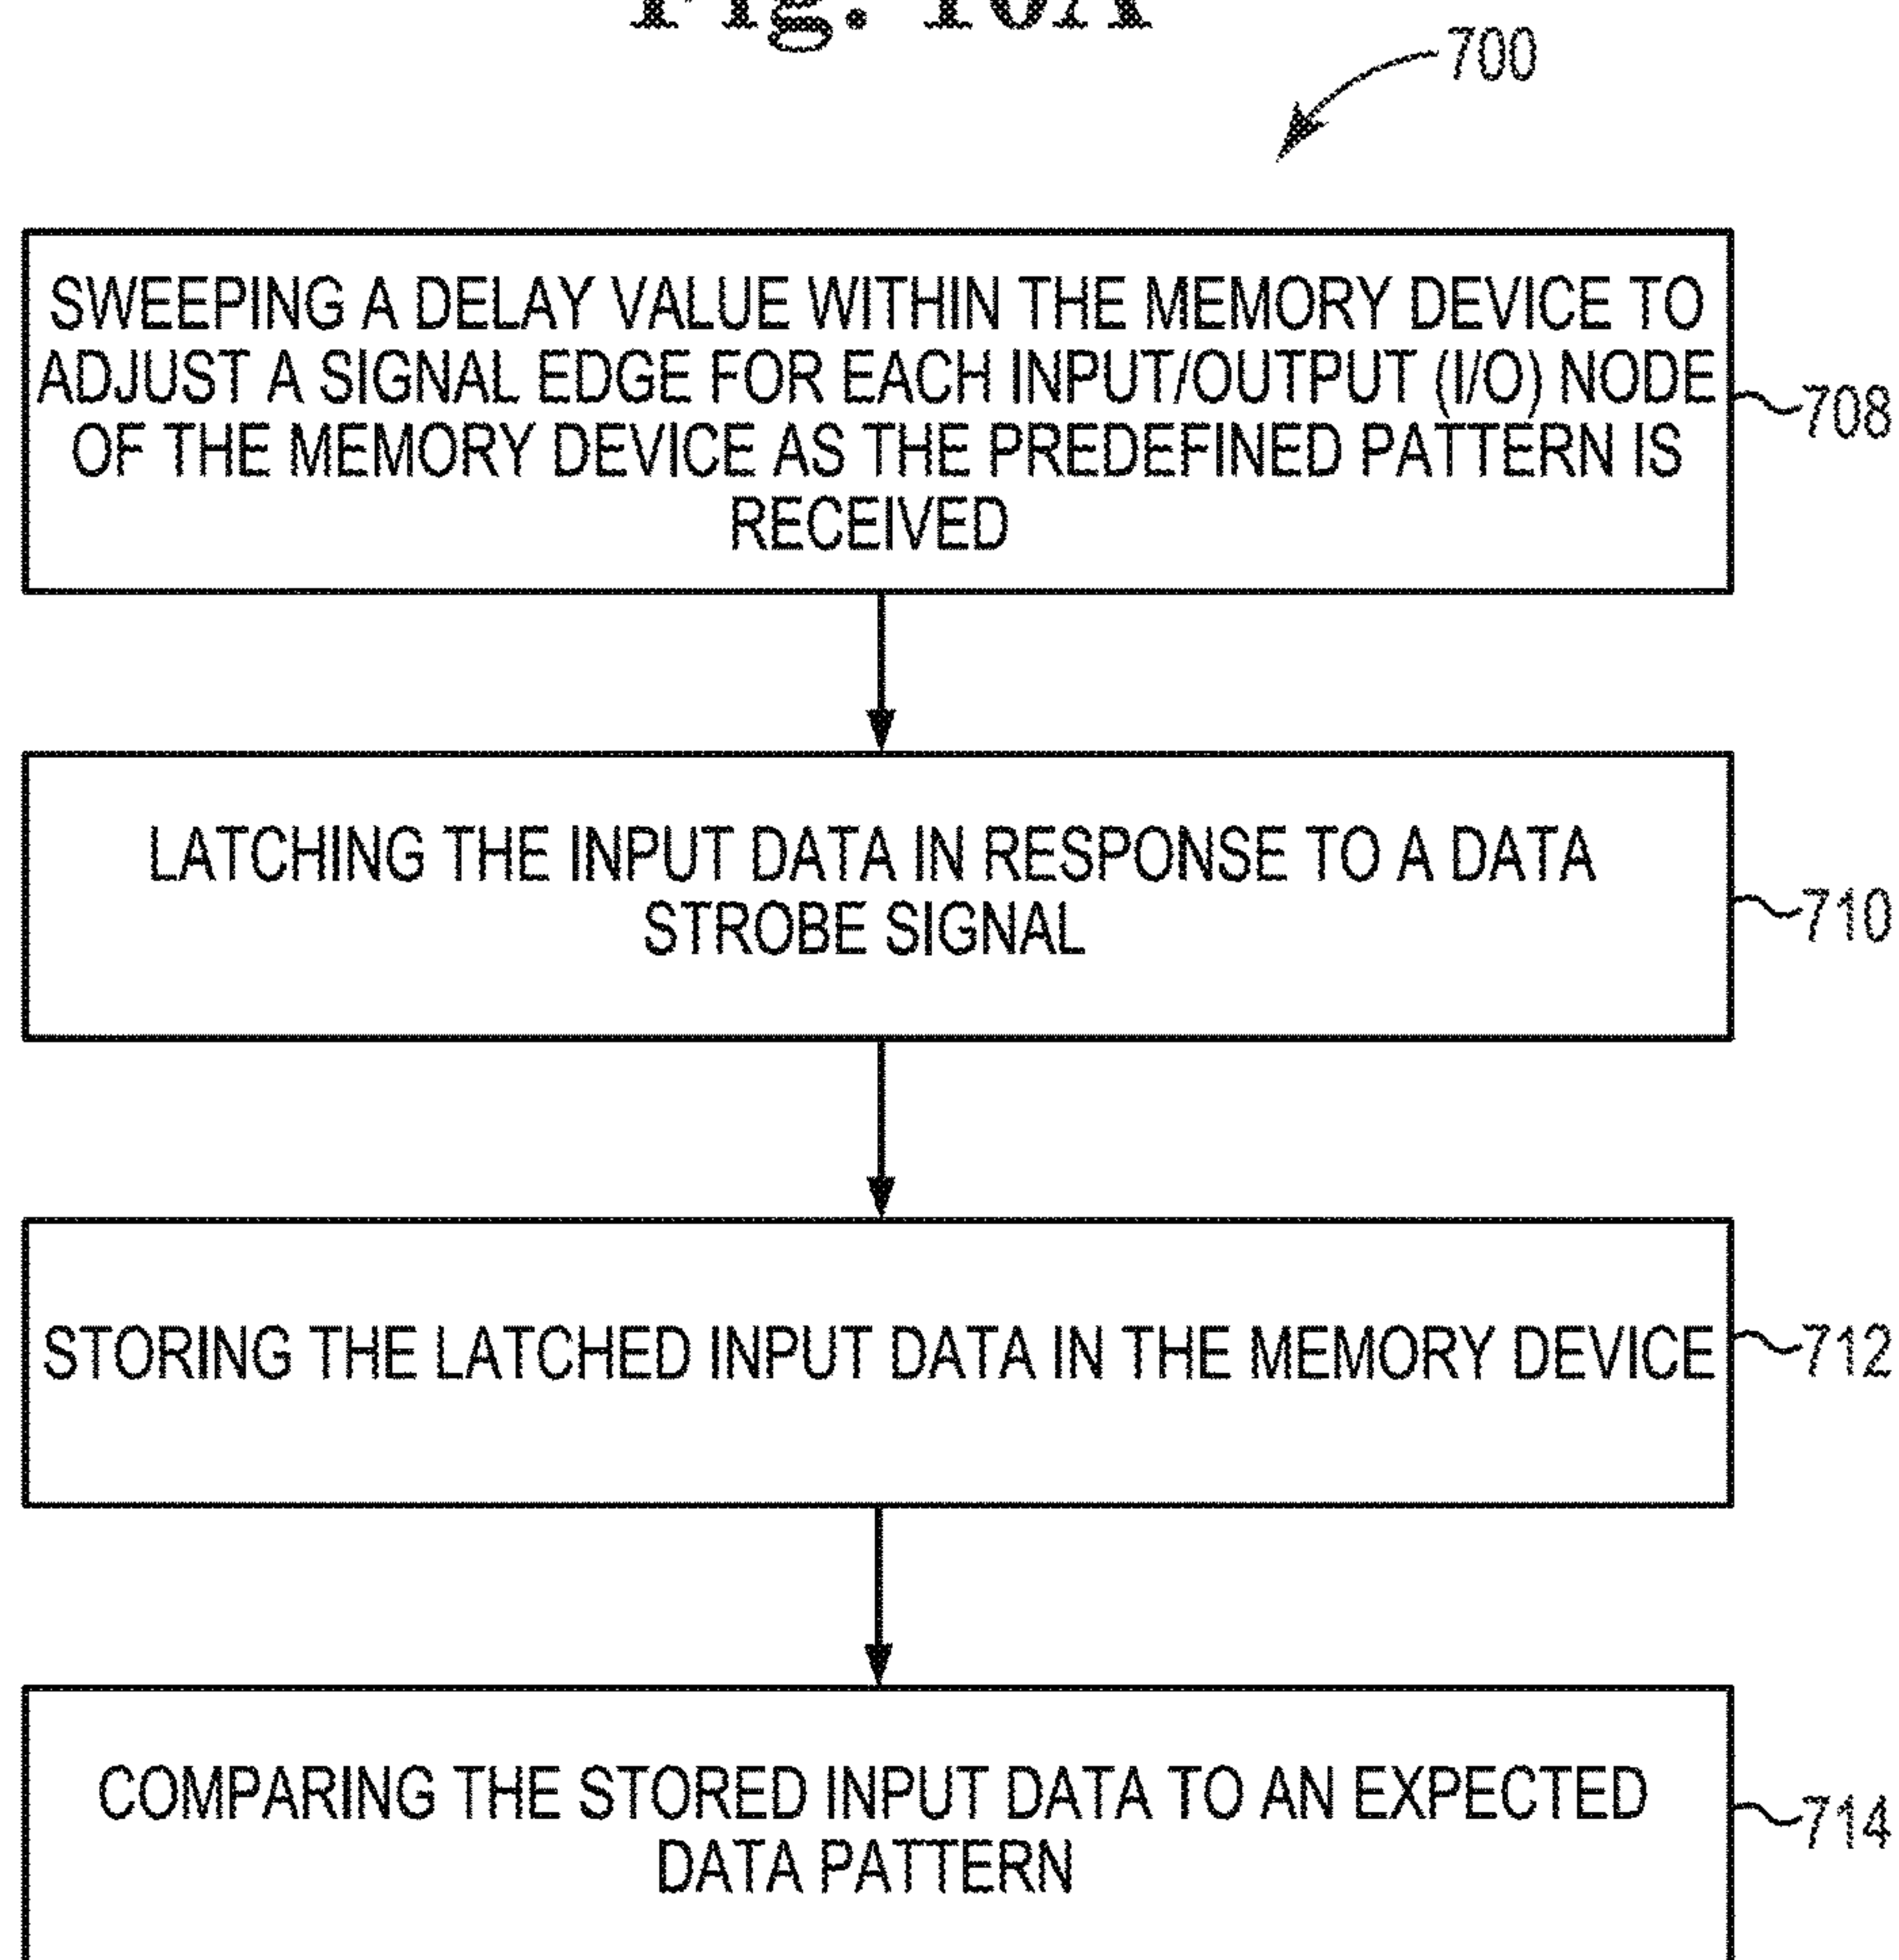 Fig. 10A
700
SWEEPING A DELAY VALUE WITHIN THE MEMORY DEVICE TO
ADJUST A SIGNAL EDGE FOR EACH INPUT/OUTPUT (I/O) NODE
OF THE MEMORY DEVICE AS THE PREDEFINED PATTERN IS
RECEIVED
708
LATCHING THE INPUT DATA IN RESPONSE TO A DATA
STROBE SIGNAL
710
STORING THE LATCHED INPUT DATA IN THE MEMORY DEVICE
712
COMPARING THE STORED INPUT DATA TO AN EXPECTED
DATA PATTERN
714